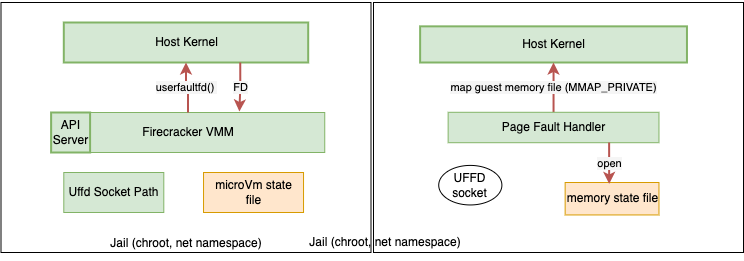 Host Kernel
userfaultfd()
FD
API
Server
Firecracker VMM
Uffd Socket Path
microVm state
file
Jail (chroot, net namespace)
Host Kernel
map guest memory file (MMAP_PRIVATE)
Page Fault Handler
open
UFFD
socket
memory state file
Jail (chroot, net namespace)